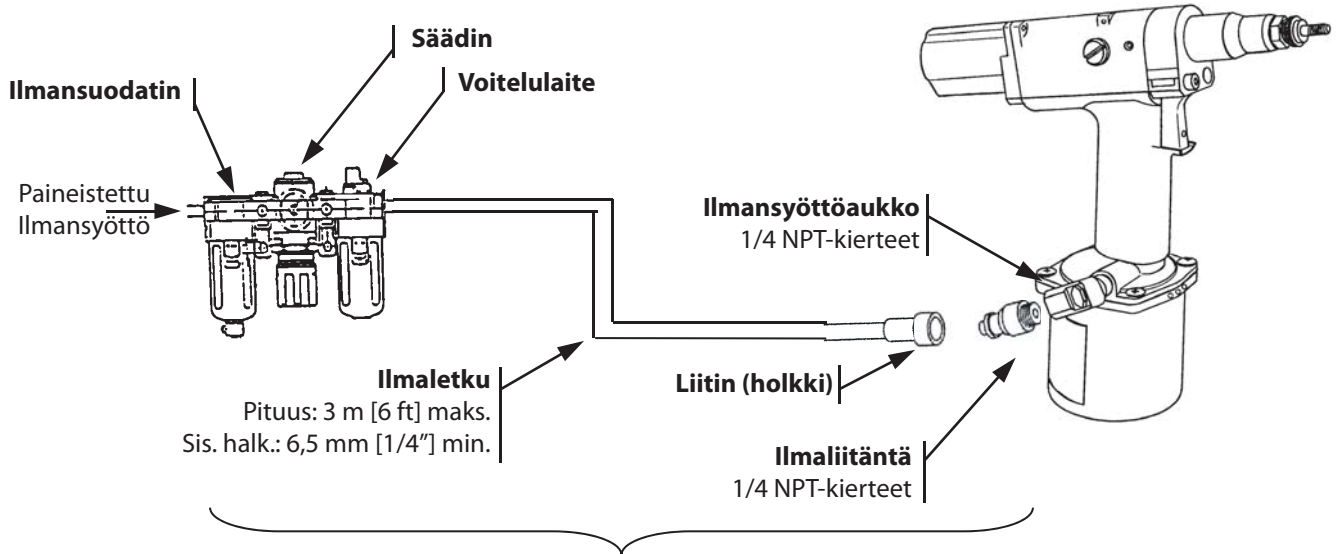 Säädin
Ilmansuodatin
Voitelulaite
Paineistettu
Ilmansyöttö
Ilmansyöttöaukko
1/4 NPT-kierteet
Ilmaletku
Pituus: 3 m [6 ft] maks.
Sis. halk.: 6,5 mm [1/4”] min.
Liitin (holkki)
Ilmaliitäntä
1/4 NPT-kierteet